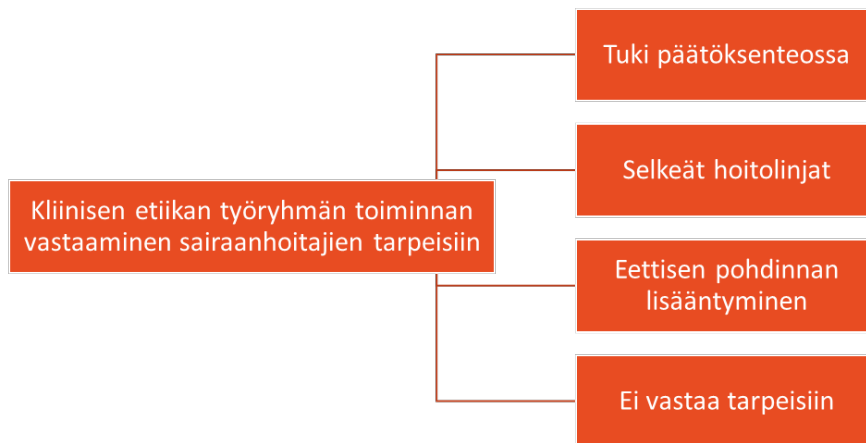 Tuki päätöksenteossa
Selkeät hoitolinjat
Kliinisen etiikan työryhmän toiminnan
vastaaminen sairaanhoitajien tarpeisiin
Eettisen pohdinnan
lisääntyminen
Ei vastaa tarpeisiin